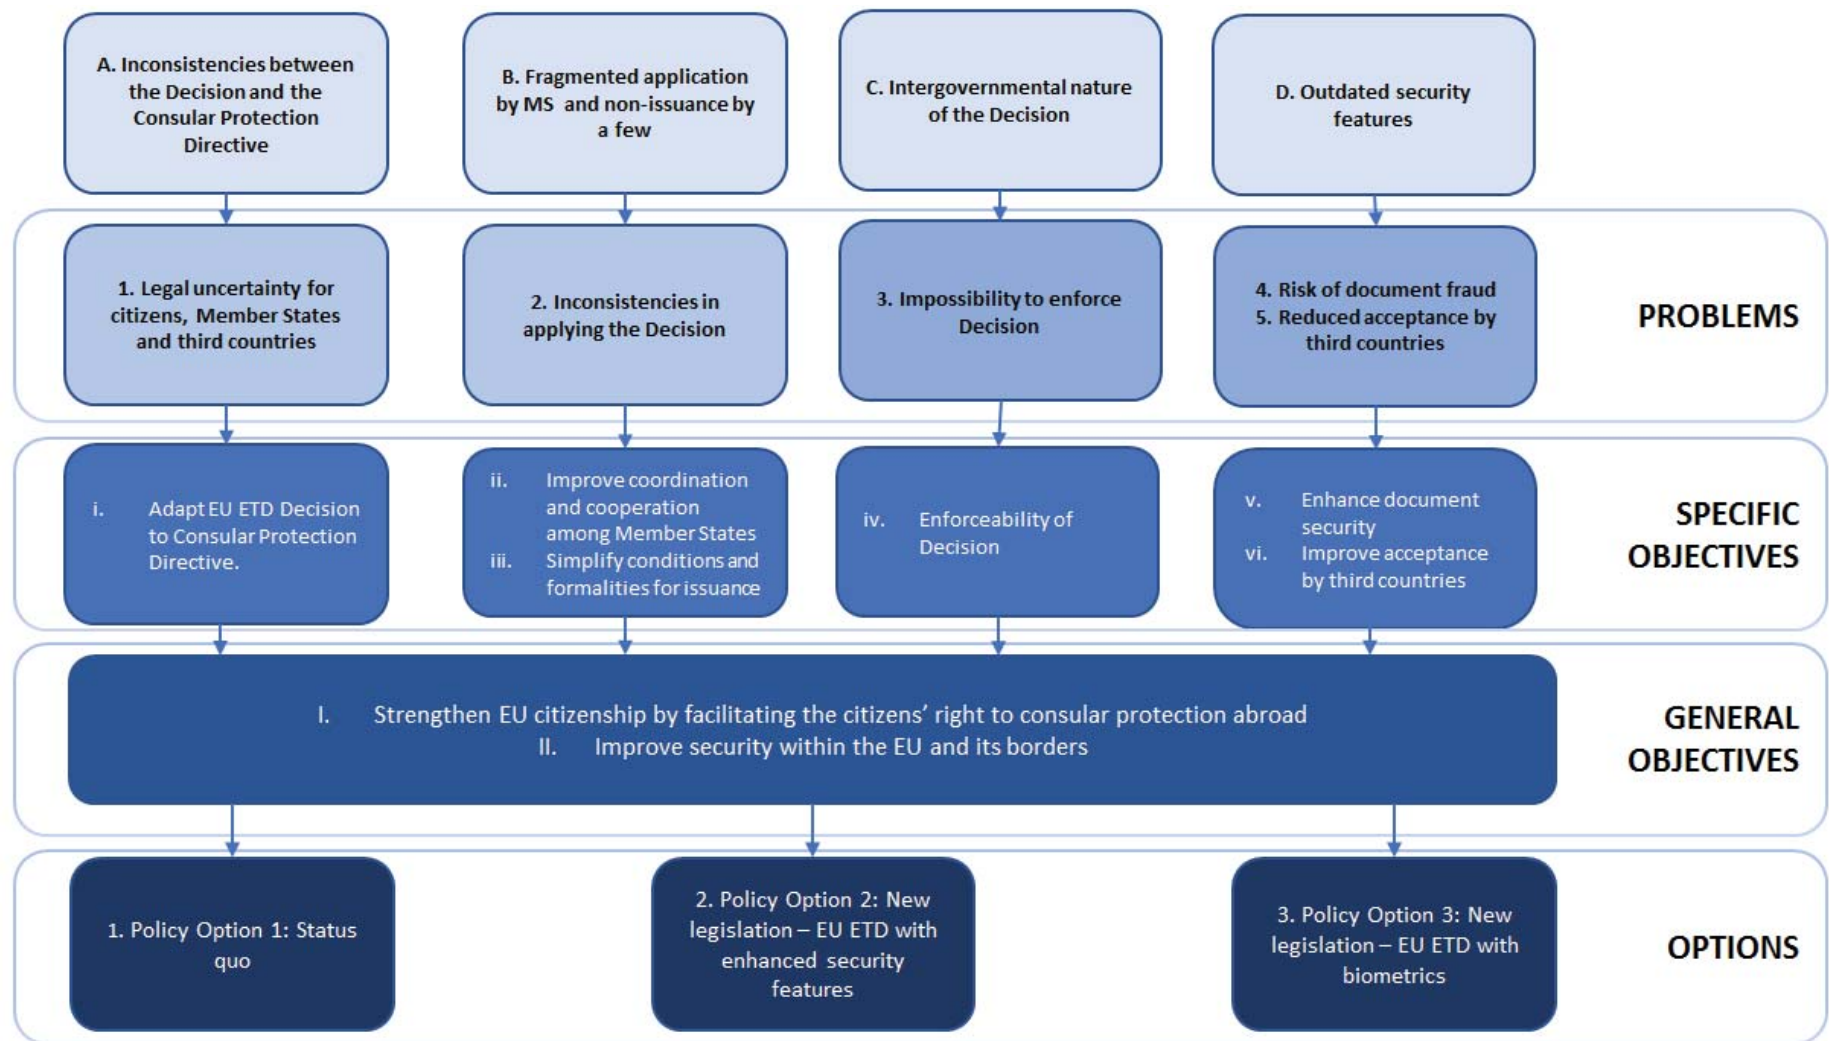 A. Inconsistencies between
the Decision and the
Consular Protection
Directive
B. Fragmented application
by MS and non-issuance by
a few
C. Intergovernmental nature
of the Decision
D. Outdated security
features
1. Legal uncertainty for
citizens, Member States
and third countries
2. Inconsistencies in
applying the Decision
3. Impossibility to enforce
Decision
4. Risk of document fraud
5. Reduced acceptance by
third countries
PROBLEMS
i. Adapt EU ETD Decision
to Consular Protection
Directive.
ii. Improve coordination
and cooperation
among Member States
iii. Simplify conditions and
formalities for issuance
iv. Enforceability of
Decision
v. Enhance document
security
vi. Improve acceptance
by third countries
SPECIFIC
OBJECTIVES
I. Strengthen EU citizenship by facilitating the citizens’ right to consular protection abroad
II. Improve security within the EU and its borders
GENERAL
OBJECTIVES
1. Policy Option 1: Status
quo
2. Policy Option 2: New
legislation – EU ETD with
enhanced security
features
3. Policy Option 3: New
legislation – EU ETD with
biometrics
OPTIONS